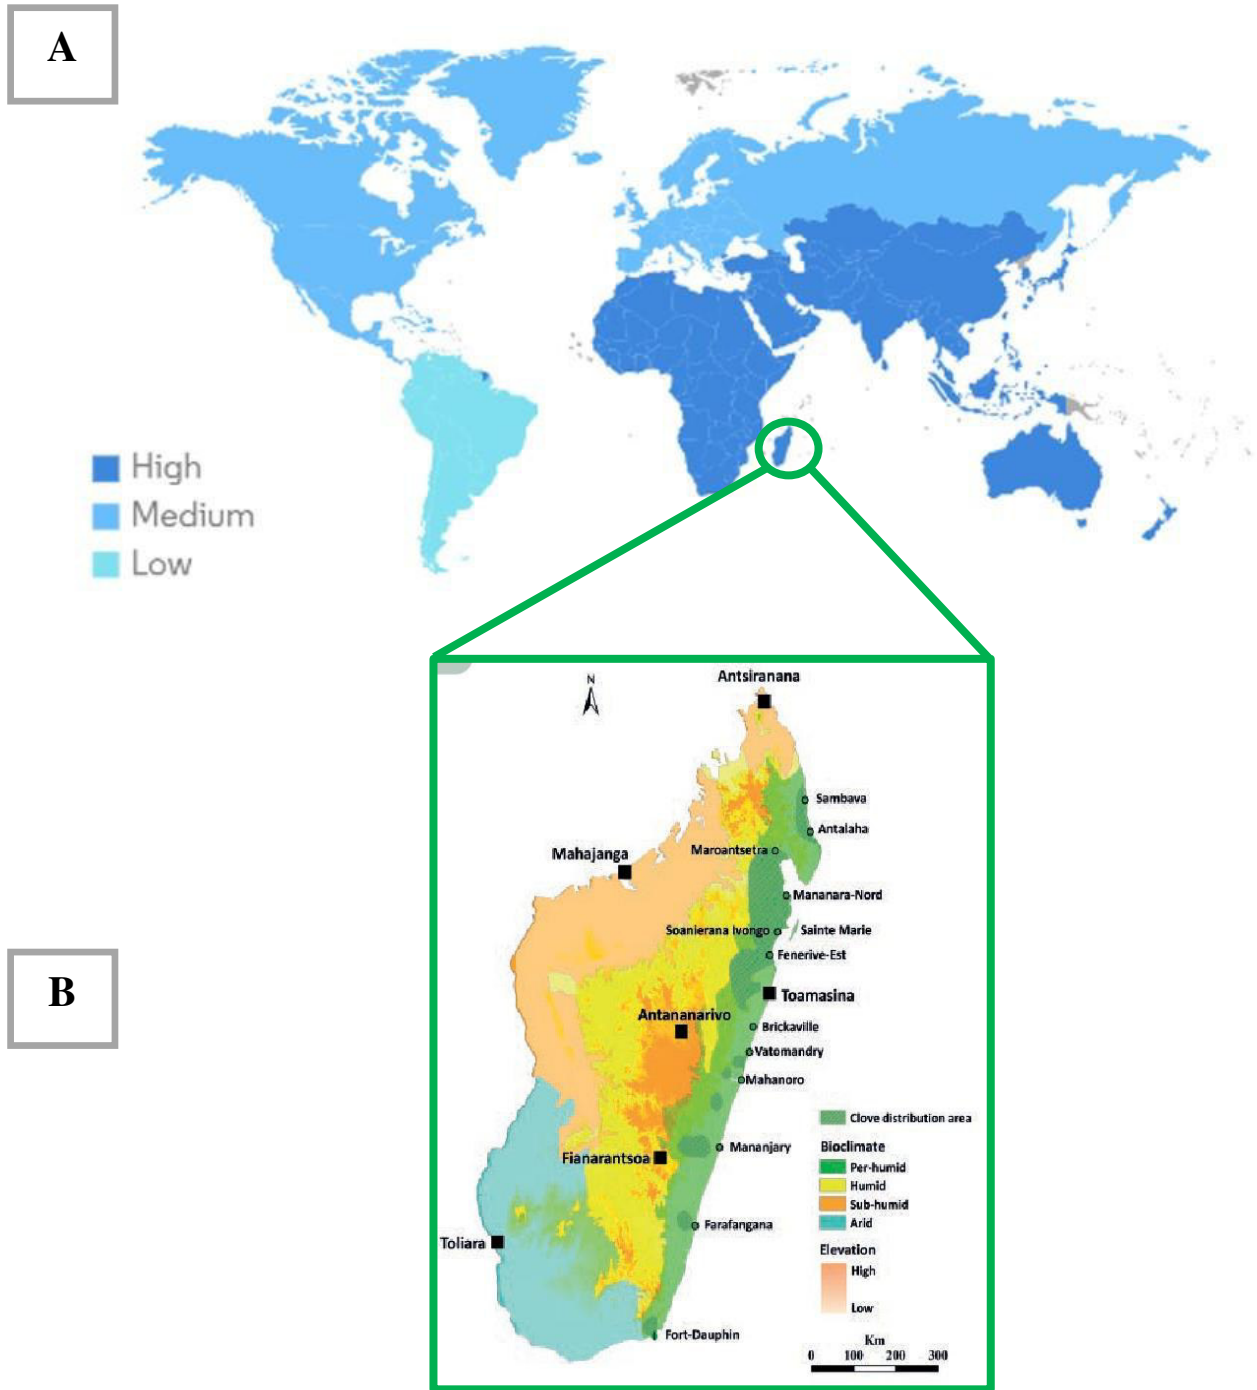 A
High
Medium
Low
B
N
Antsiranana
Sambava
Antalaha
Maroantsetra
Mahajanga
Mananara-Nord
Soanierana Ivongo
Sainte Marie
Fenerive-Est
Toamasina
Antananarivo
Brickaville
Vatomandry
Mahanoro
Clove distribution area
Bioclimate
Per-humid
Humid
Sub-humid
Arid
Mananjary
Fianarantsoa
Farafangana
Toliara
Elevation
High
Low
Fort-Dauphin
Km
0 100 200 300